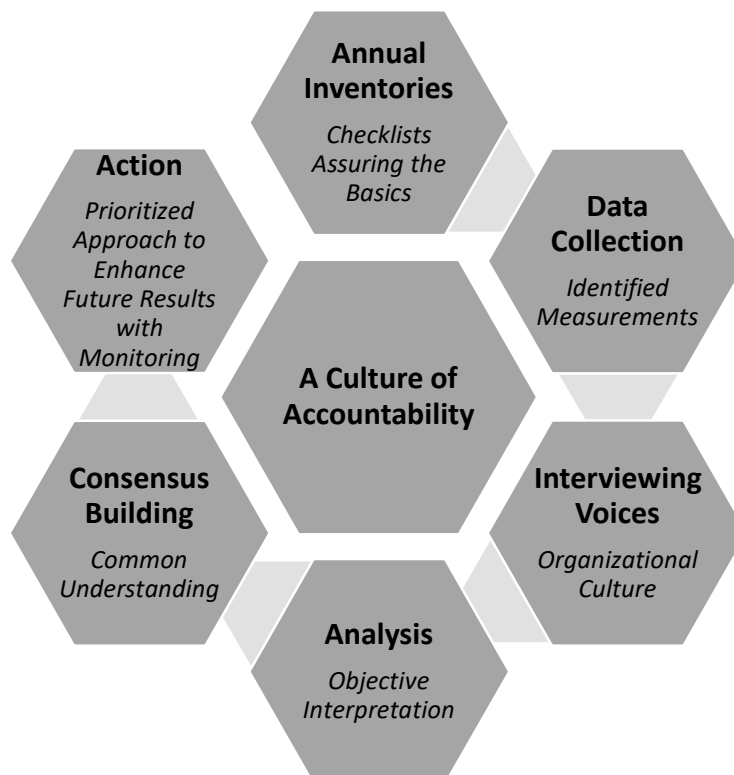 Annual
Inventories
Checklists
Assuring the
Basics
Data
Collection
Identified
Measurements
Interviewing
Voices
Organizational
Culture
Analysis
Objective
Interpretation
Consensus
Building
Common
Understanding
Action
Prioritized
Approach to
Enhance
Future Results
with
Monitoring
A Culture of
Accountability